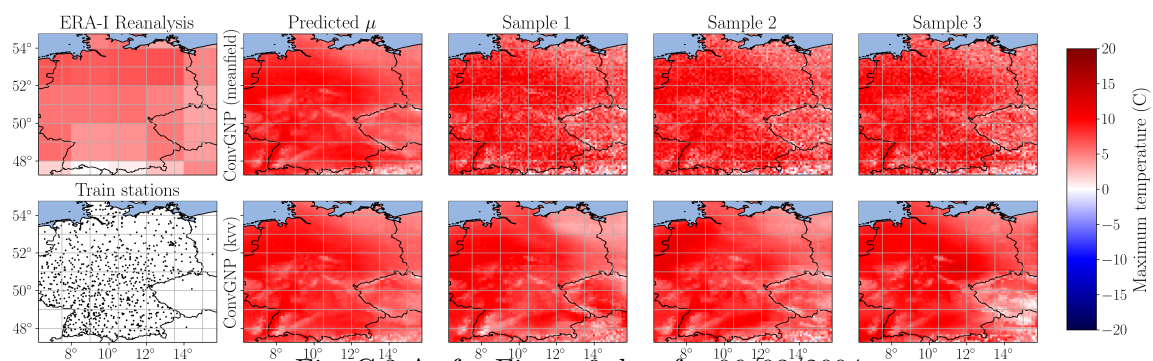 ERA-I Reanalysis
Predicted μ
Sample 1
Sample 2
Sample 3
54°
52°
50°
48°
ConvGNP (meanfield)
20
15
10
5
0
−5
−10
−15
−20
Maximum temperature (C)
Train stations
54°
52°
50°
48°
ConvGNP (kvv)
8° 10° 12° 14°
8° 10° 12° 14°
8° 10° 12° 14°
8° 10° 12° 14°
8° 10° 12° 14°